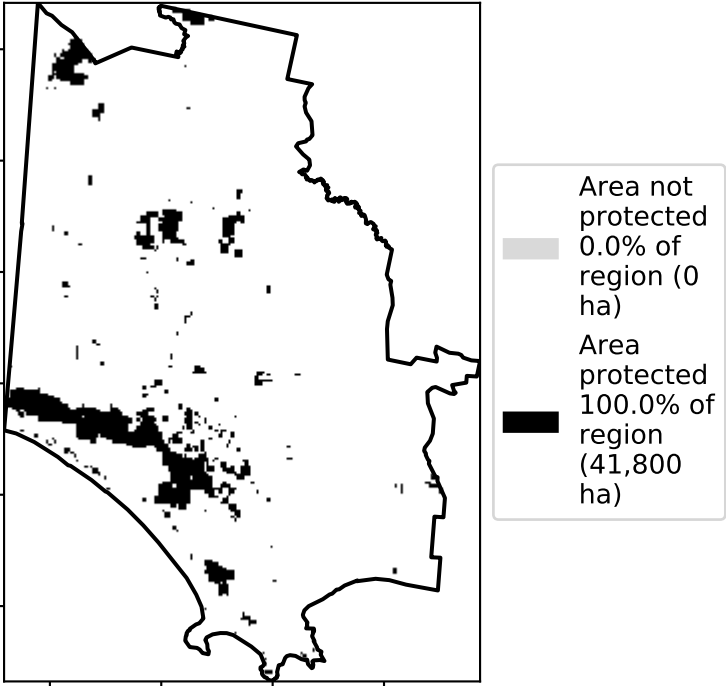 Area not
protected
0.0% of
region (0
ha)
Area
protected
100.0% of
region
(41,800
ha)